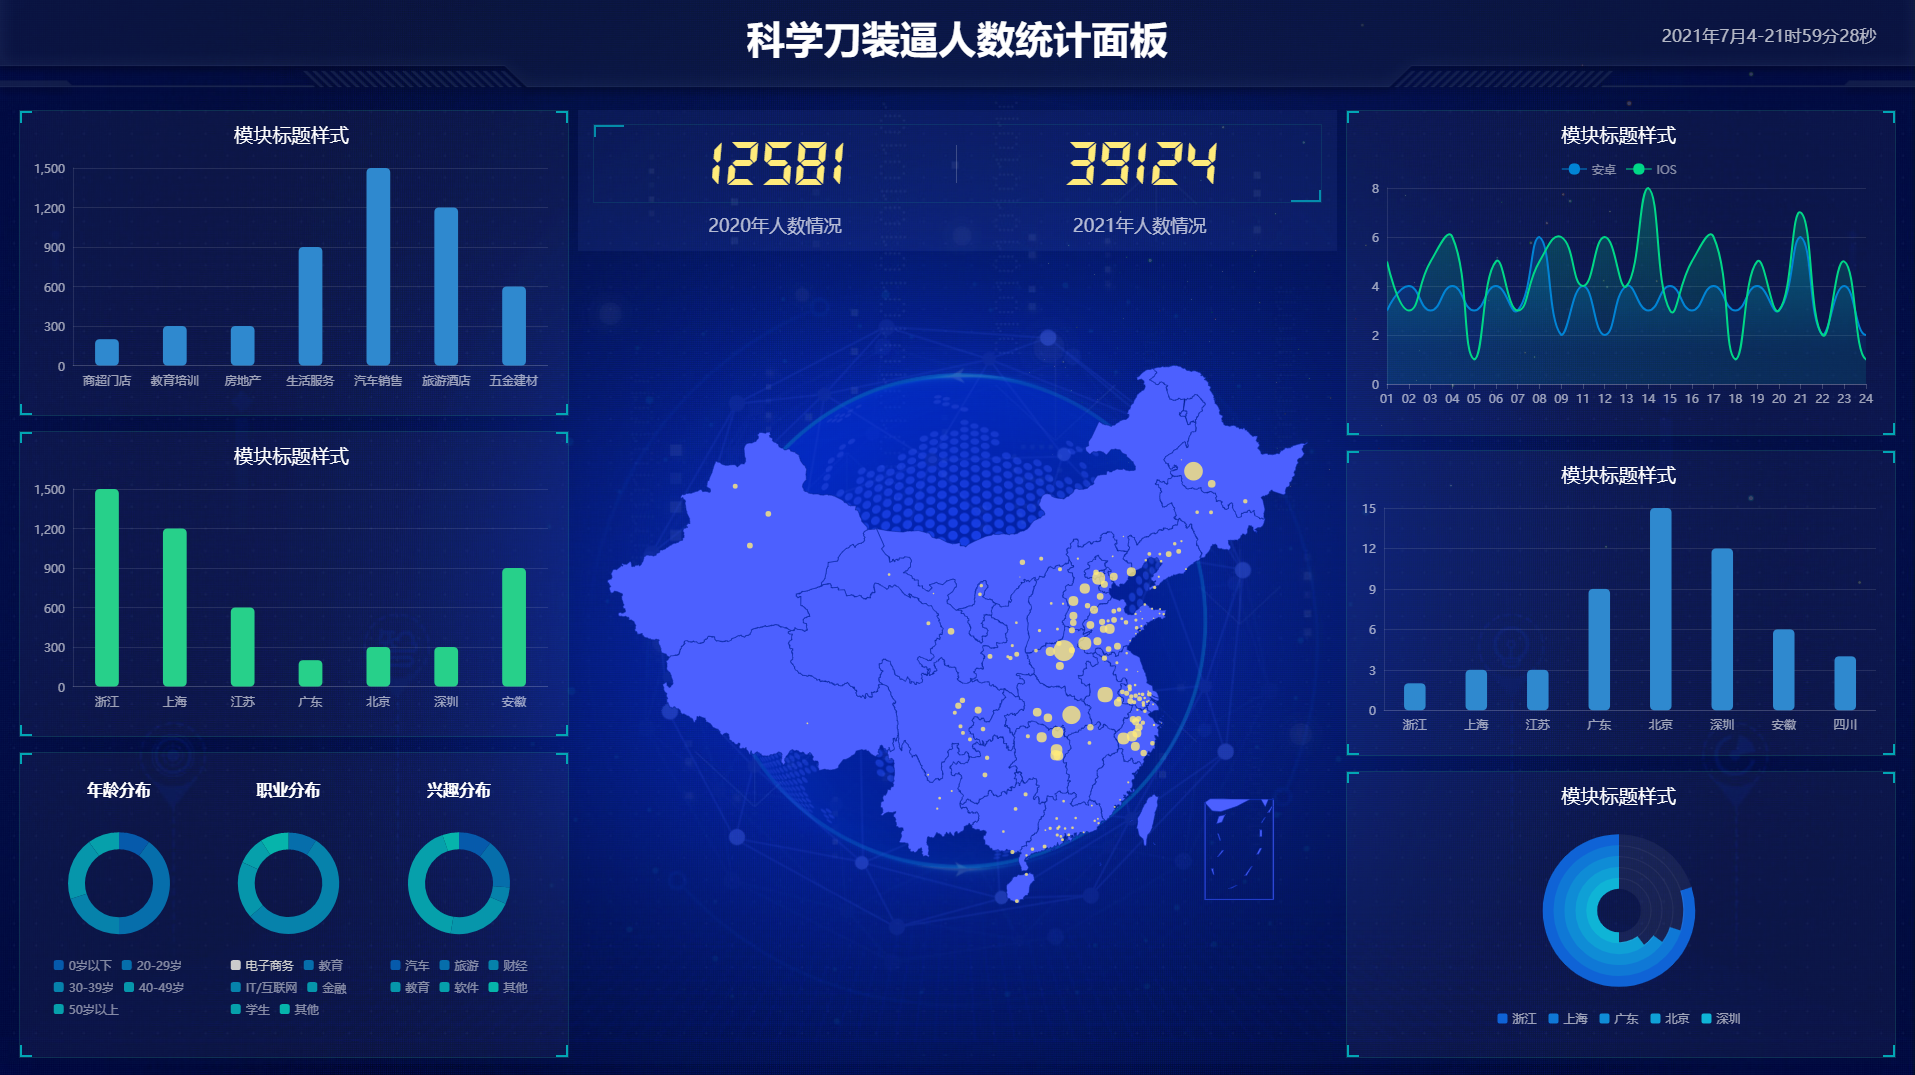 科学刀装逼人数统计面板
2021年7月4-21时59分28秒
模块标题样式
1,500
1,200
900
600
300
0
商超门店 教育培训 房地产 生活服务 汽车销售 旅游酒店 五金建材
模块标题样式
1,500
1,200
900
600
300
0
浙江 上海 江苏 广东 北京 深圳 安徽
年龄分布 职业分布 兴趣分布
0岁以下 20-29岁
30-39岁 40-49岁
50岁以上
电子商务 教育
IT/互联网 金融
学生 其他
汽车 旅游 财经
教育 软件 其他
12581 39124
2020年人数情况 2021年人数情况
模块标题样式
安卓 IOS
8
6
4
2
0
01 02 03 04 05 06 07 08 09 11 12 13 14 15 16 17 18 19 20 21 22 23 24
模块标题样式
15
12
9
6
3
0
浙江 上海 江苏 广东 北京 深圳 安徽 四川
模块标题样式
浙江 上海 广东 北京 深圳